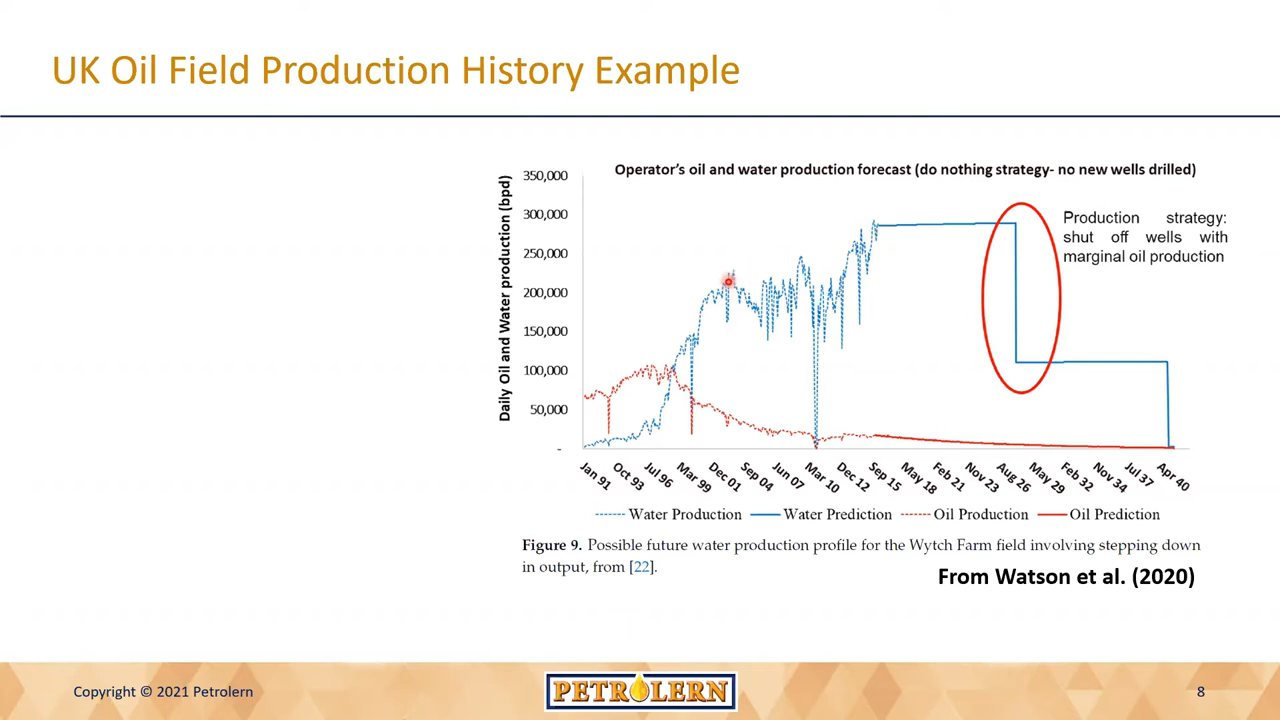 UK Oil Field Production History Example
Operator's oil and water production forecast (do nothing strategy- no new wells drilled)
Daily Oil and Water production (bpd)
350,000
300,000
250,000
200,000
150,000
100,000
50,000
-
Production strategy:
shut off wells with
marginal oil production
Jan 91
Oct 93
Jul 96
Mar 99
Dec 01
Sep 04
Jun 07
Mar 10
Dec 12
Sep 15
May 18
Feb 21
Nov 23
Aug 26
May 29
Feb 32
Nov 34
Jul 37
Apr 40
Water Production Water Prediction Oil Production Oil Prediction
Figure 9. Possible future water production profile for the Wytch Farm field involving stepping down
in output, from [22].
From Watson et al. (2020)
Copyright © 2021 Petrolern
PETROLERN
8